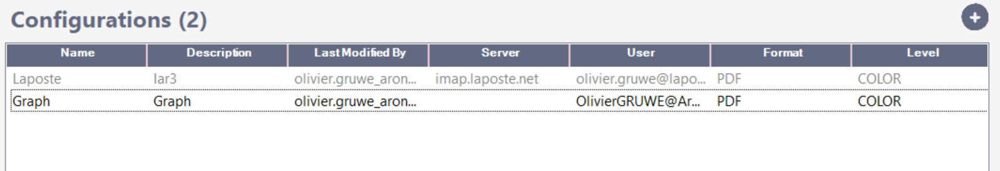 Configurations (2)
Name Description Last Modified By Server User Format Level
Laposte lar3 olivier.gruwe_aron... imap.laposte.net olivier.gruwe@lapo... PDF COLOR
Graph Graph olivier.gruwe_aron... OlivierGRUWE@Ar... PDF COLOR